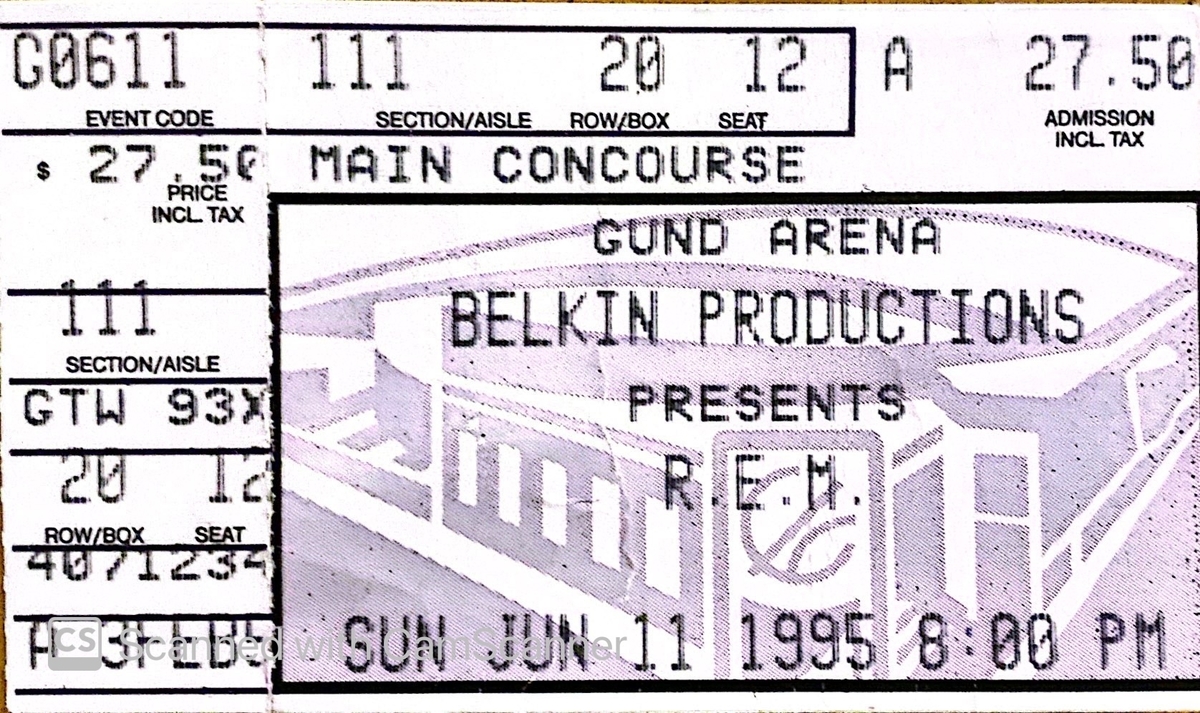 G0611 111 20 12 A 27.50
EVENT CODE SECTION/AISLE ROW/BOX SEAT ADMISSION
INCL. TAX
$ 27.50 MAIN CONCOURSE
PRICE
INCL. TAX
GUND ARENA
111 BELKIN PRODUCTIONS
SECTION/AISLE
GTW 93X PRESENTS
20 12 R.E.M.
ROW/BOX SEAT
4071234
CS Scanned with CamScanner
SUN JUN 11 1995 8:00 PM